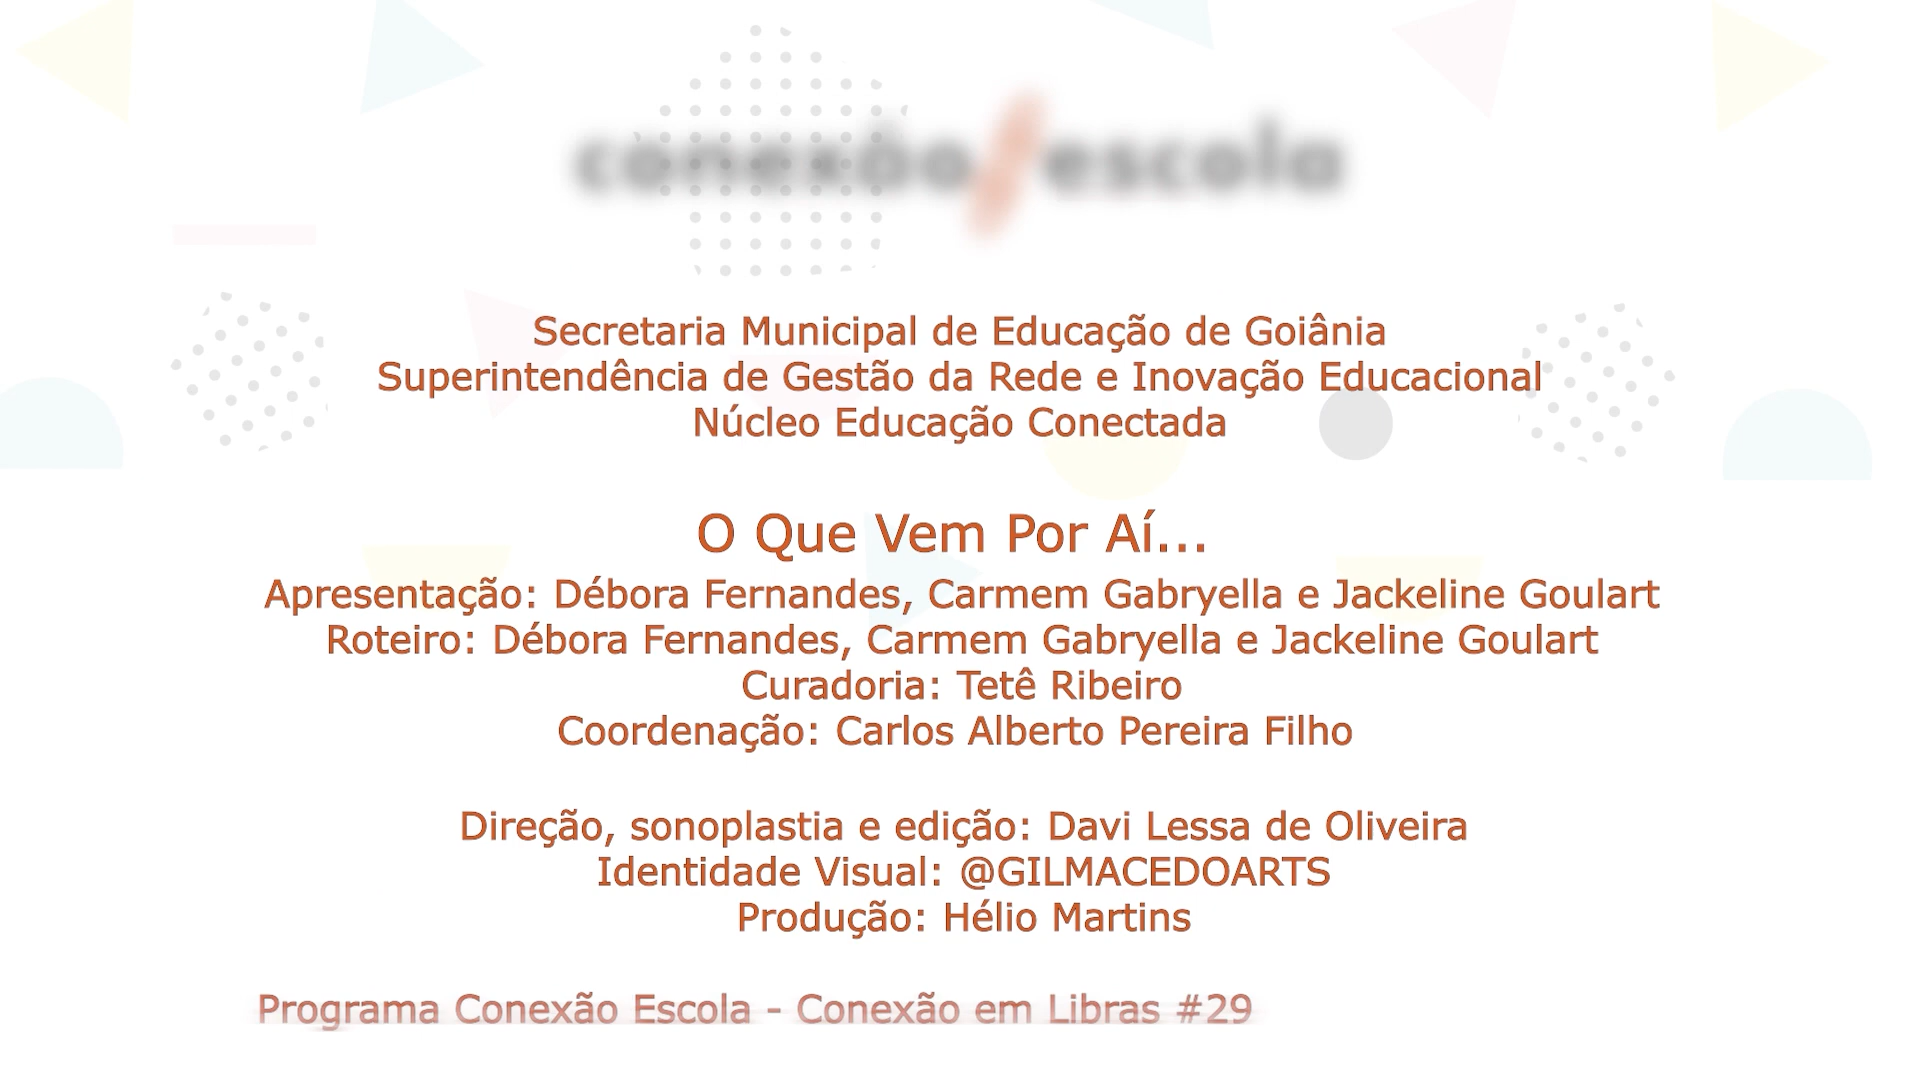 conexão/escola
Secretaria Municipal de Educação de Goiânia
Superintendência de Gestão da Rede e Inovação Educacional
Núcleo Educação Conectada
O Que Vem Por Aí...
Apresentação: Débora Fernandes, Carmem Gabryella e Jackeline Goulart
Roteiro: Débora Fernandes, Carmem Gabryella e Jackeline Goulart
Curadoria: Tetê Ribeiro
Coordenação: Carlos Alberto Pereira Filho
Direção, sonoplastia e edição: Davi Lessa de Oliveira
Identidade Visual: @GILMACEDOARTS
Produção: Hélio Martins
Programa Conexão Escola - Conexão em Libras #29